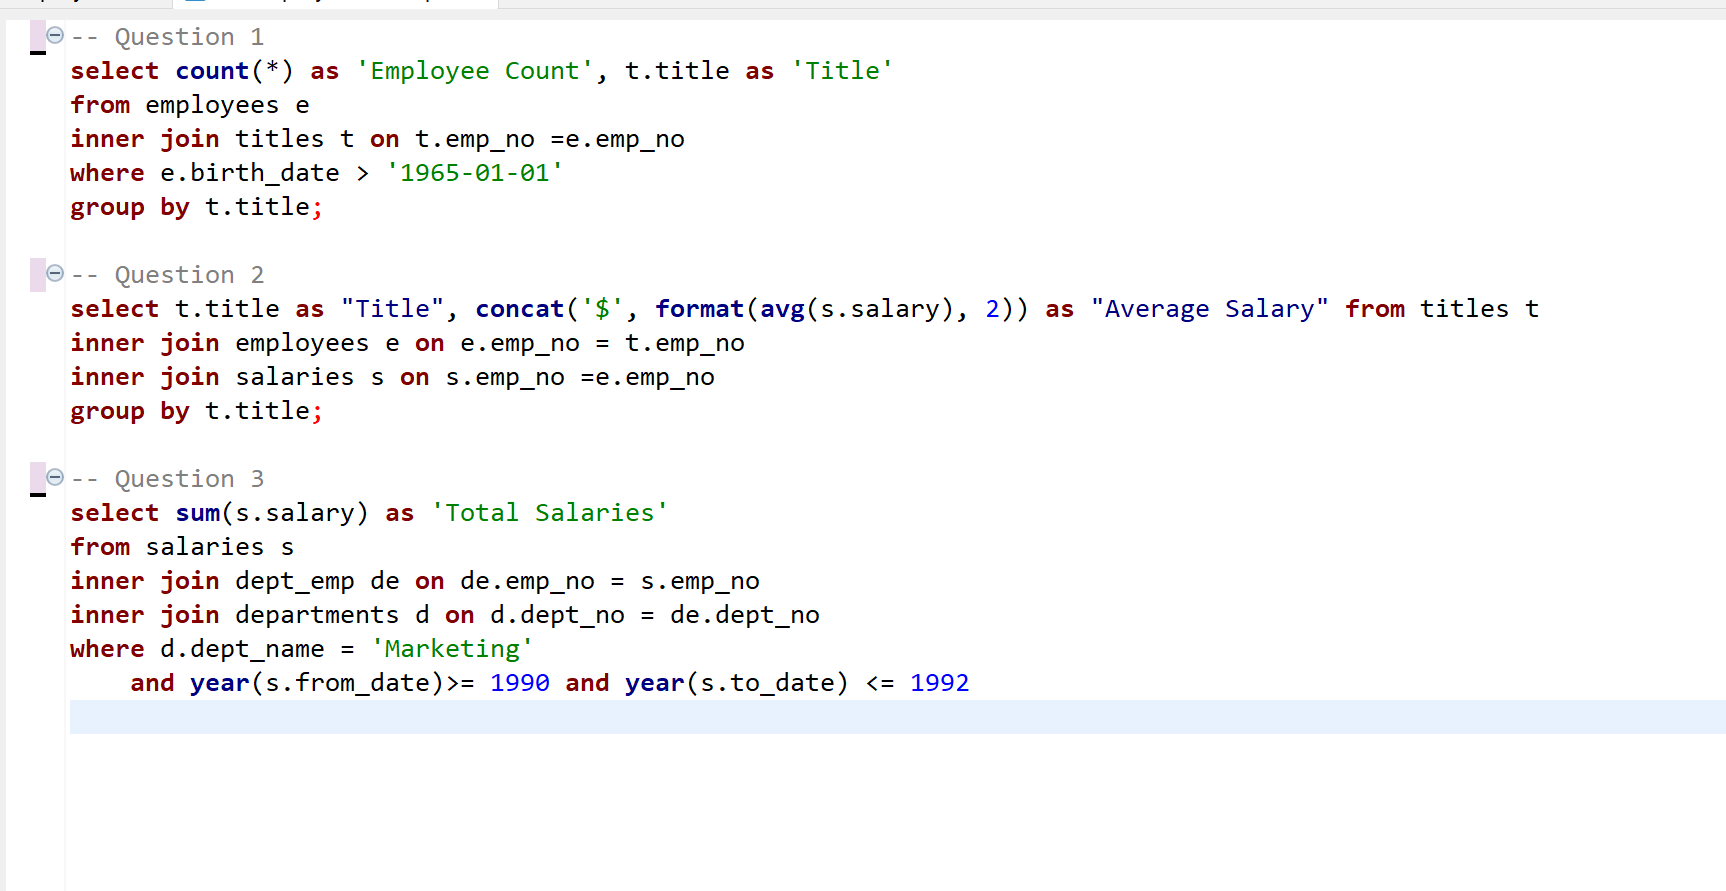 -- Question 1
select count(*) as 'Employee Count', t.title as 'Title'
from employees e
inner join titles t on t.emp_no =e.emp_no
where e.birth_date > '1965-01-01'
group by t.title;
-- Question 2
select t.title as "Title", concat('$', format(avg(s.salary), 2)) as "Average Salary" from titles t
inner join employees e on e.emp_no = t.emp_no
inner join salaries s on s.emp_no =e.emp_no
group by t.title;
-- Question 3
select sum(s.salary) as 'Total Salaries'
from salaries s
inner join dept_emp de on de.emp_no = s.emp_no
inner join departments d on d.dept_no = de.dept_no
where d.dept_name = 'Marketing'
    and year(s.from_date)>= 1990 and year(s.to_date) <= 1992